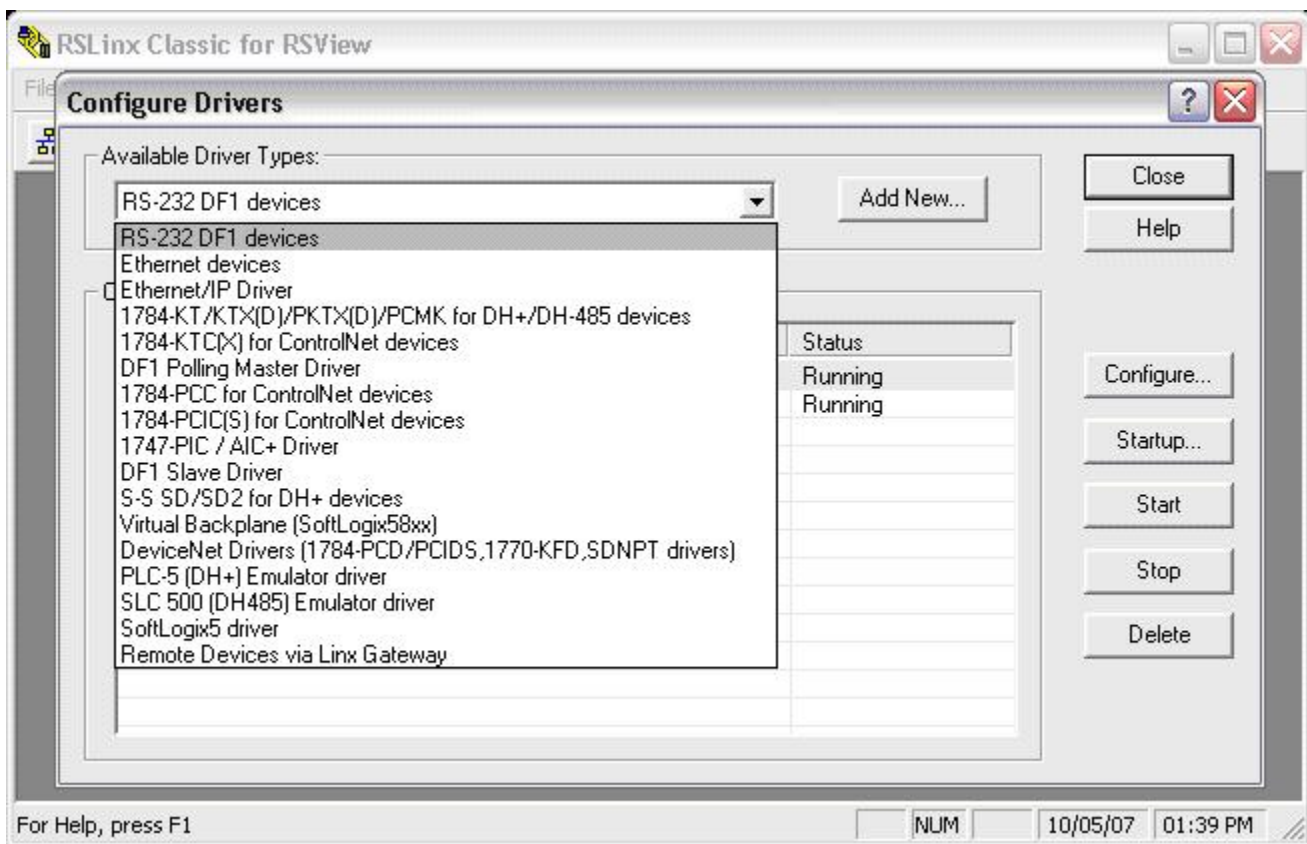 RSLinx Classic for RSView
File
Configure Drivers
Available Driver Types:
RS-232 DF1 devices
Add New...
Close
Help
RS-232 DF1 devices
Ethernet devices
Ethernet/IP Driver
1784-KT/KTX(D)/PKTX(D)/PCMK for DH+/DH-485 devices
1784-KTC(X) for ControlNet devices
DF1 Polling Master Driver
1784-PCC for ControlNet devices
1784-PCIC(S) for ControlNet devices
1747-PIC / AIC+ Driver
DF1 Slave Driver
S-S SD/SD2 for DH+ devices
Virtual Backplane (SoftLogix58xx)
DeviceNet Drivers (1784-PCD/PCIDS,1770-KFD,SDNPT drivers)
PLC-5 (DH+) Emulator driver
SLC 500 (DH485) Emulator driver
SoftLogix5 driver
Remote Devices via Linx Gateway
Status
Running
Running
Configure...
Startup...
Start
Stop
Delete
For Help, press F1
NUM
10/05/07
01:39 PM